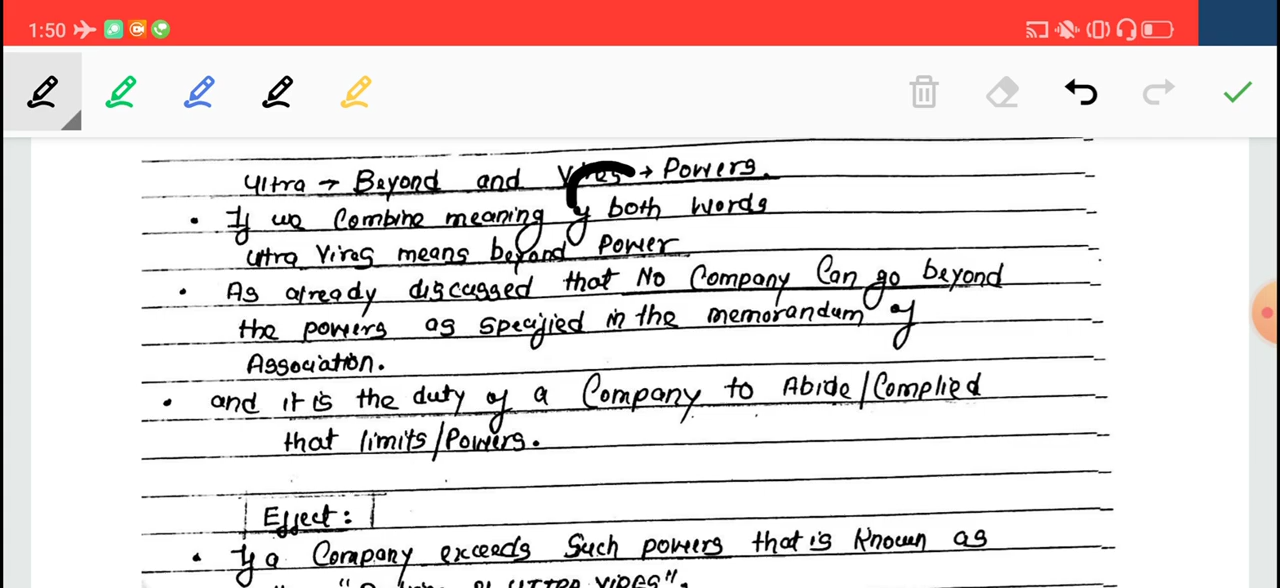 1:50
Ultra → Beyond and Vires → Powers.
• If we Combine meaning of both words
Ultra Vires means beyond Power
• As already discussed that No Company Can go beyond
the powers as specified in the memorandum of
Association.
• and it is the duty of a Company to Abide/Complied
that limits/Powers.
Effect:
• If a Company exceeds Such powers that is Known as
ULTRA VIRES".